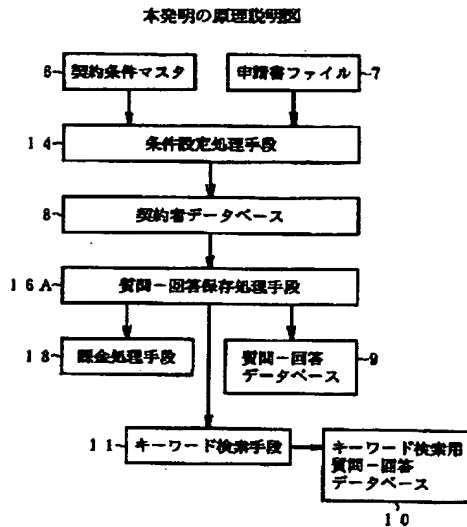 本発明の原理説明図
6 契約条件マスタ
申請書ファイル 7
14 条件設定処理手段
8 契約者データベース
16A 質問-回答保存処理手段
18 課金処理手段
質問-回答
データベース
9
11 キーワード検索手段
キーワード検索用
質問-回答
データベース
10